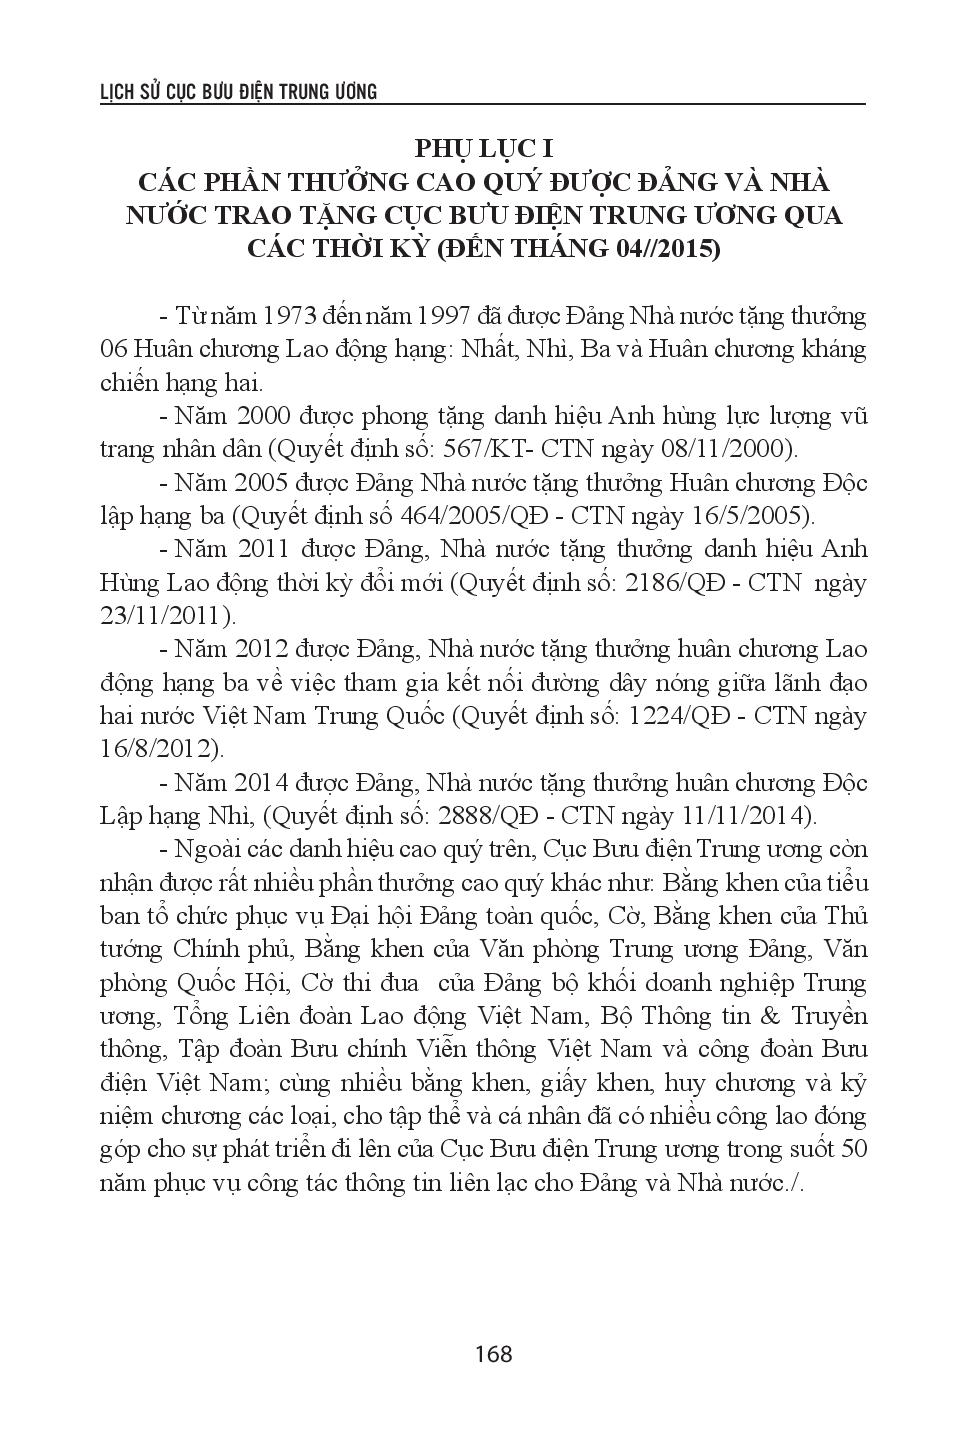 LỊCH SỬ CỤC BƯU ĐIỆN TRUNG ƯƠNG
PHỤ LỤC I
CÁC PHẦN THƯỞNG CAO QUÝ ĐƯỢC ĐẢNG VÀ NHÀ
NƯỚC TRAO TẶNG CỤC BƯU ĐIỆN TRUNG ƯƠNG QUA
CÁC THỜI KỲ (ĐẾN THÁNG 04//2015)
- Từ năm 1973 đến năm 1997 đã được Đảng Nhà nước tặng thưởng
06 Huân chương Lao động hạng: Nhất, Nhì, Ba và Huân chương kháng
chiến hạng hai.
- Năm 2000 được phong tặng danh hiệu Anh hùng lực lượng vũ
trang nhân dân (Quyết định số: 567/KT- CTN ngày 08/11/2000).
- Năm 2005 được Đảng Nhà nước tặng thưởng Huân chương Độc
lập hạng ba (Quyết định số 464/2005/QĐ - CTN ngày 16/5/2005).
- Năm 2011 được Đảng, Nhà nước tặng thưởng danh hiệu Anh
Hùng Lao động thời kỳ đổi mới (Quyết định số: 2186/QĐ - CTN  ngày
23/11/2011).
- Năm 2012 được Đảng, Nhà nước tặng thưởng huân chương Lao
động hạng ba về việc tham gia kết nối đường dây nóng giữa lãnh đạo
hai nước Việt Nam Trung Quốc (Quyết định số: 1224/QĐ - CTN ngày
16/8/2012).
- Năm 2014 được Đảng, Nhà nước tặng thưởng huân chương Độc
Lập hạng Nhì, (Quyết định số: 2888/QĐ - CTN ngày 11/11/2014).
- Ngoài các danh hiệu cao quý trên, Cục Bưu điện Trung ương còn
nhận được rất nhiều phần thưởng cao quý khác như: Bằng khen của tiểu
ban tổ chức phục vụ Đại hội Đảng toàn quốc, Cờ, Bằng khen của Thủ
tướng Chính phủ, Bằng khen của Văn phòng Trung ương Đảng, Văn
phòng Quốc Hội, Cờ thi đua  của Đảng bộ khối doanh nghiệp Trung
ương, Tổng Liên đoàn Lao động Việt Nam, Bộ Thông tin & Truyền
thông, Tập đoàn Bưu chính Viễn thông Việt Nam và công đoàn Bưu
điện Việt Nam; cùng nhiều bằng khen, giấy khen, huy chương và kỷ
niệm chương các loại, cho tập thể và cá nhân đã có nhiều công lao đóng
góp cho sự phát triển đi lên của Cục Bưu điện Trung ương trong suốt 50
năm phục vụ công tác thông tin liên lạc cho Đảng và Nhà nước./.
168